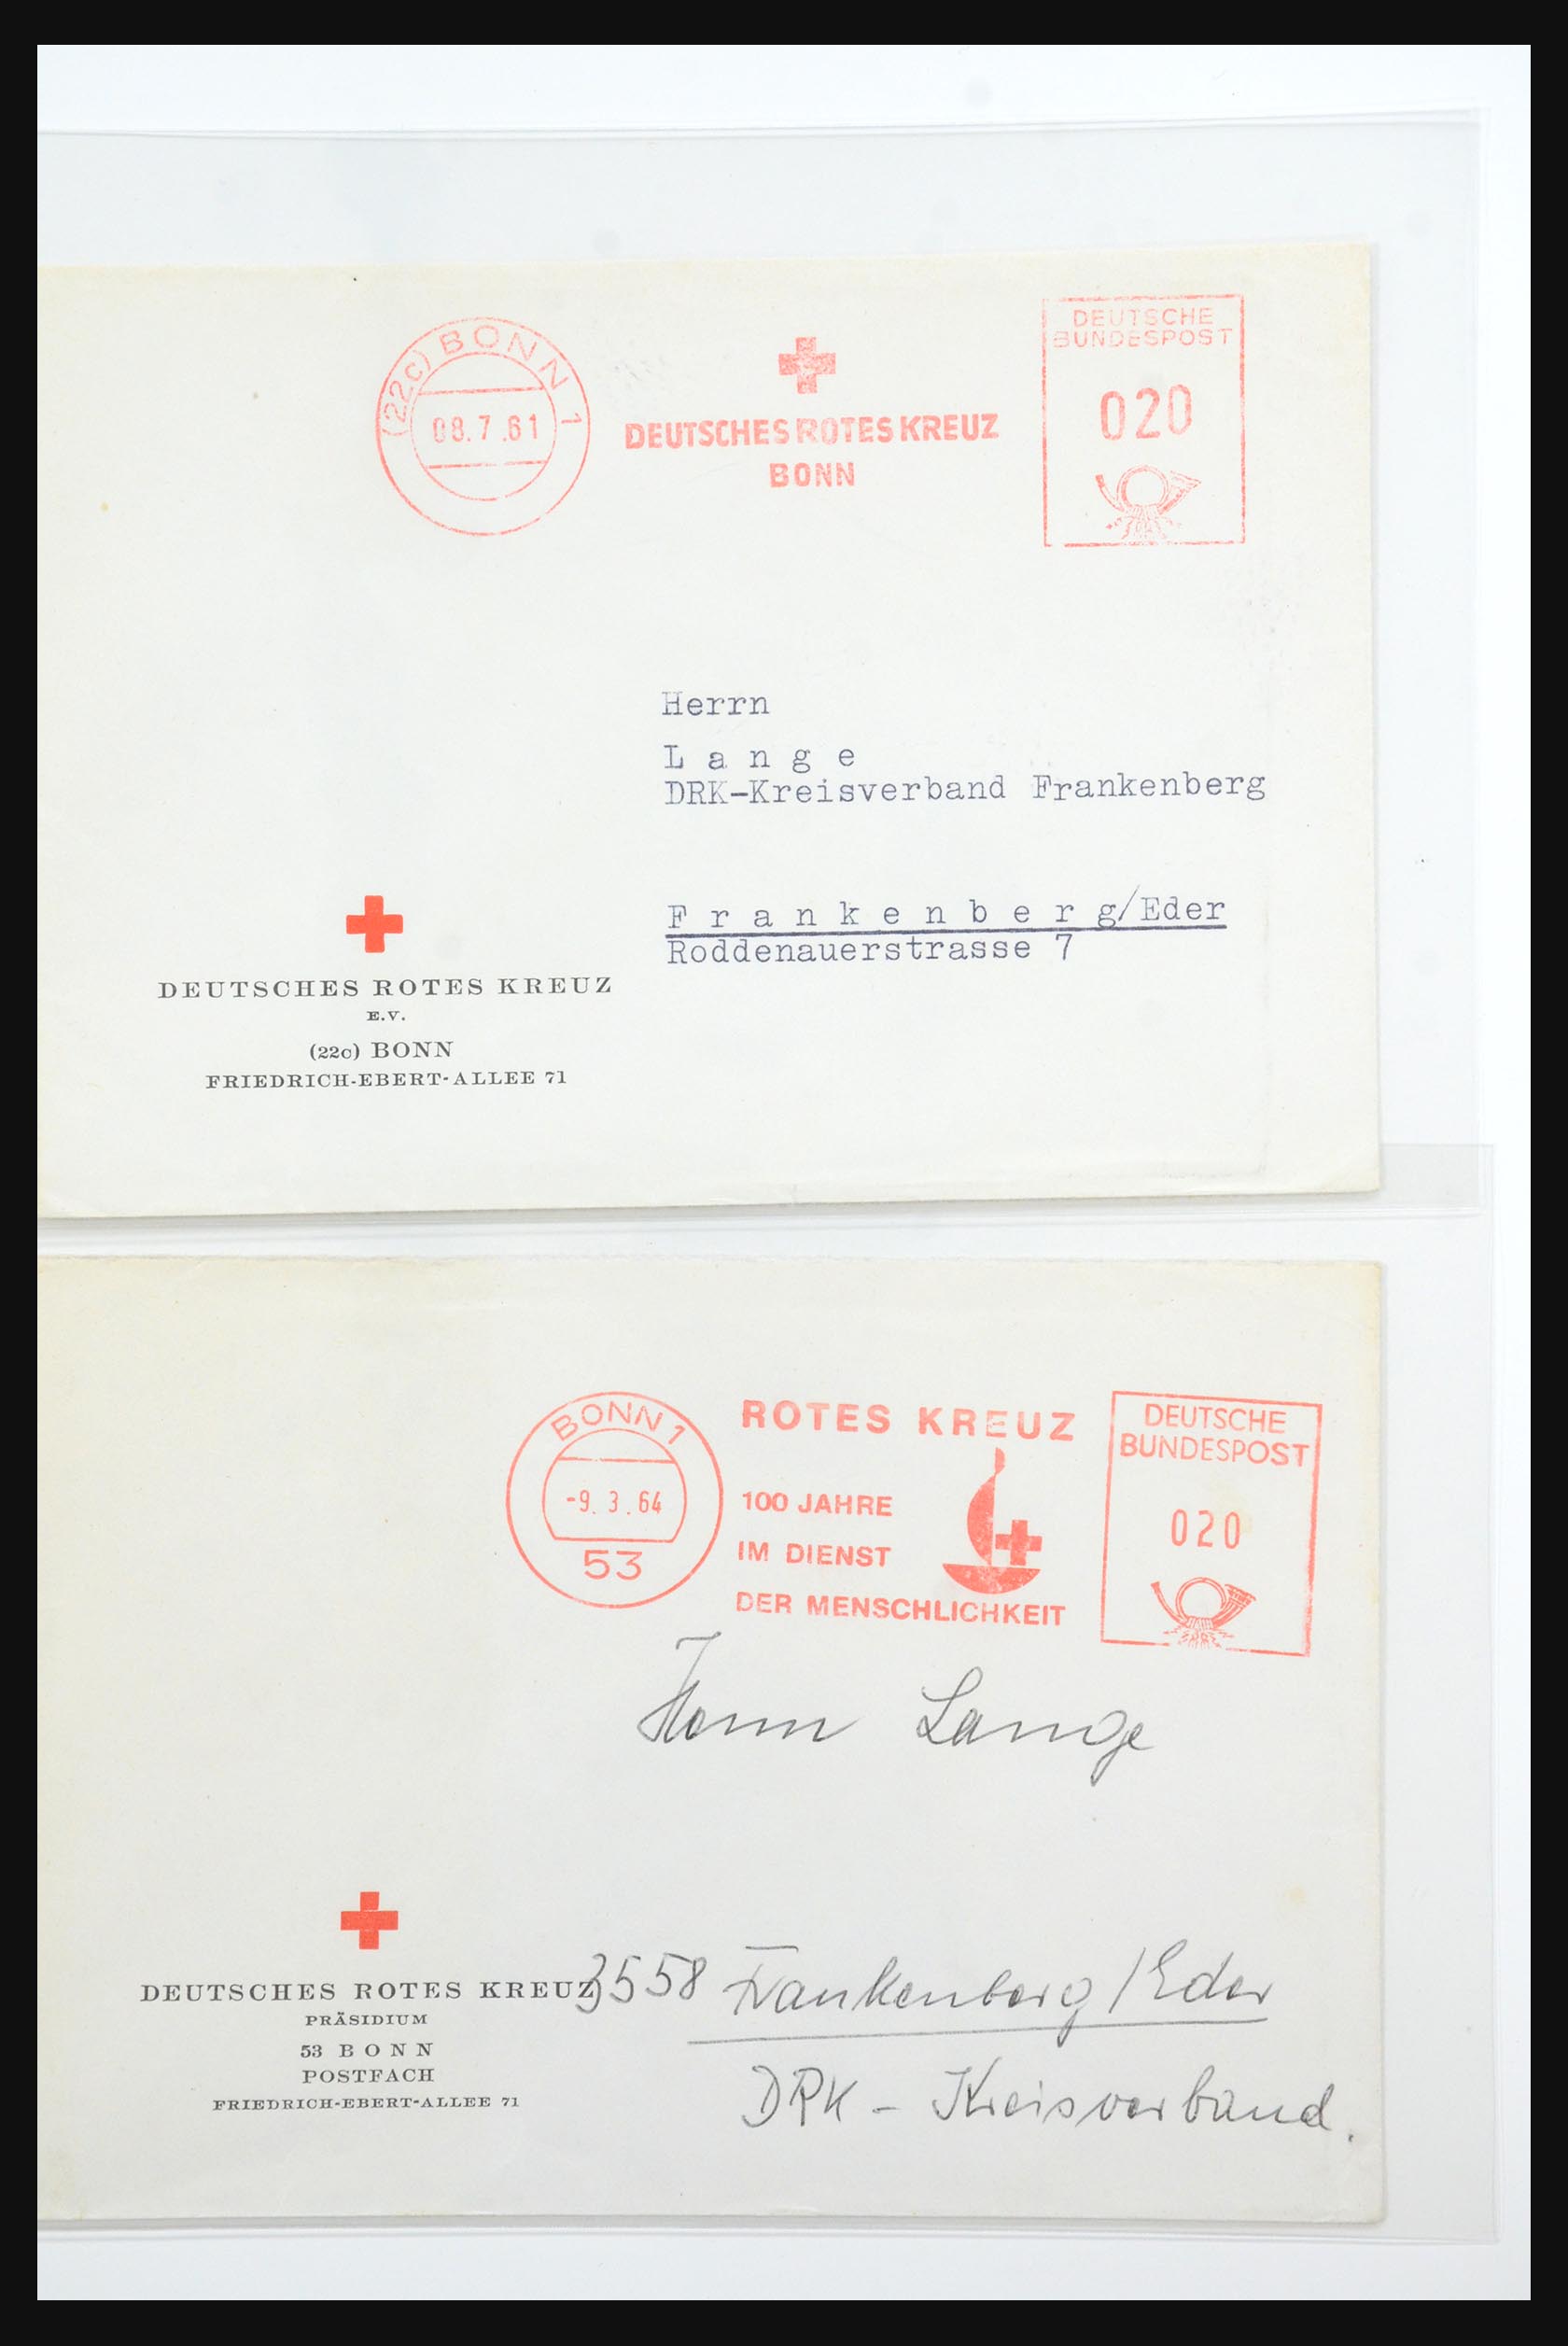 (22c) BONN 1
08.7.61
DEUTSCHES ROTES KREUZ
BONN
DEUTSCHE
BUNDESPOST
020
Herrn
L a n g e
DRK-Kreisverband Frankenberg
F r a n k e n b e r g/Eder
Roddenauerstrasse 7
DEUTSCHES ROTES KREUZ
E.V.
(22c) BONN
FRIEDRICH-EBERT-ALLEE 71
BONN 1
-9. 3. 64
53
ROTES KREUZ
100 JAHRE
IM DIENST
DER MENSCHLICHKEIT
DEUTSCHE
BUNDESPOST
020
Herrn Lange
3558 Frankenberg/Eder
DRK - Kreisverband.
DEUTSCHES ROTES KREUZ
PRÄSIDIUM
53 BONN
POSTFACH
FRIEDRICH-EBERT-ALLEE 71